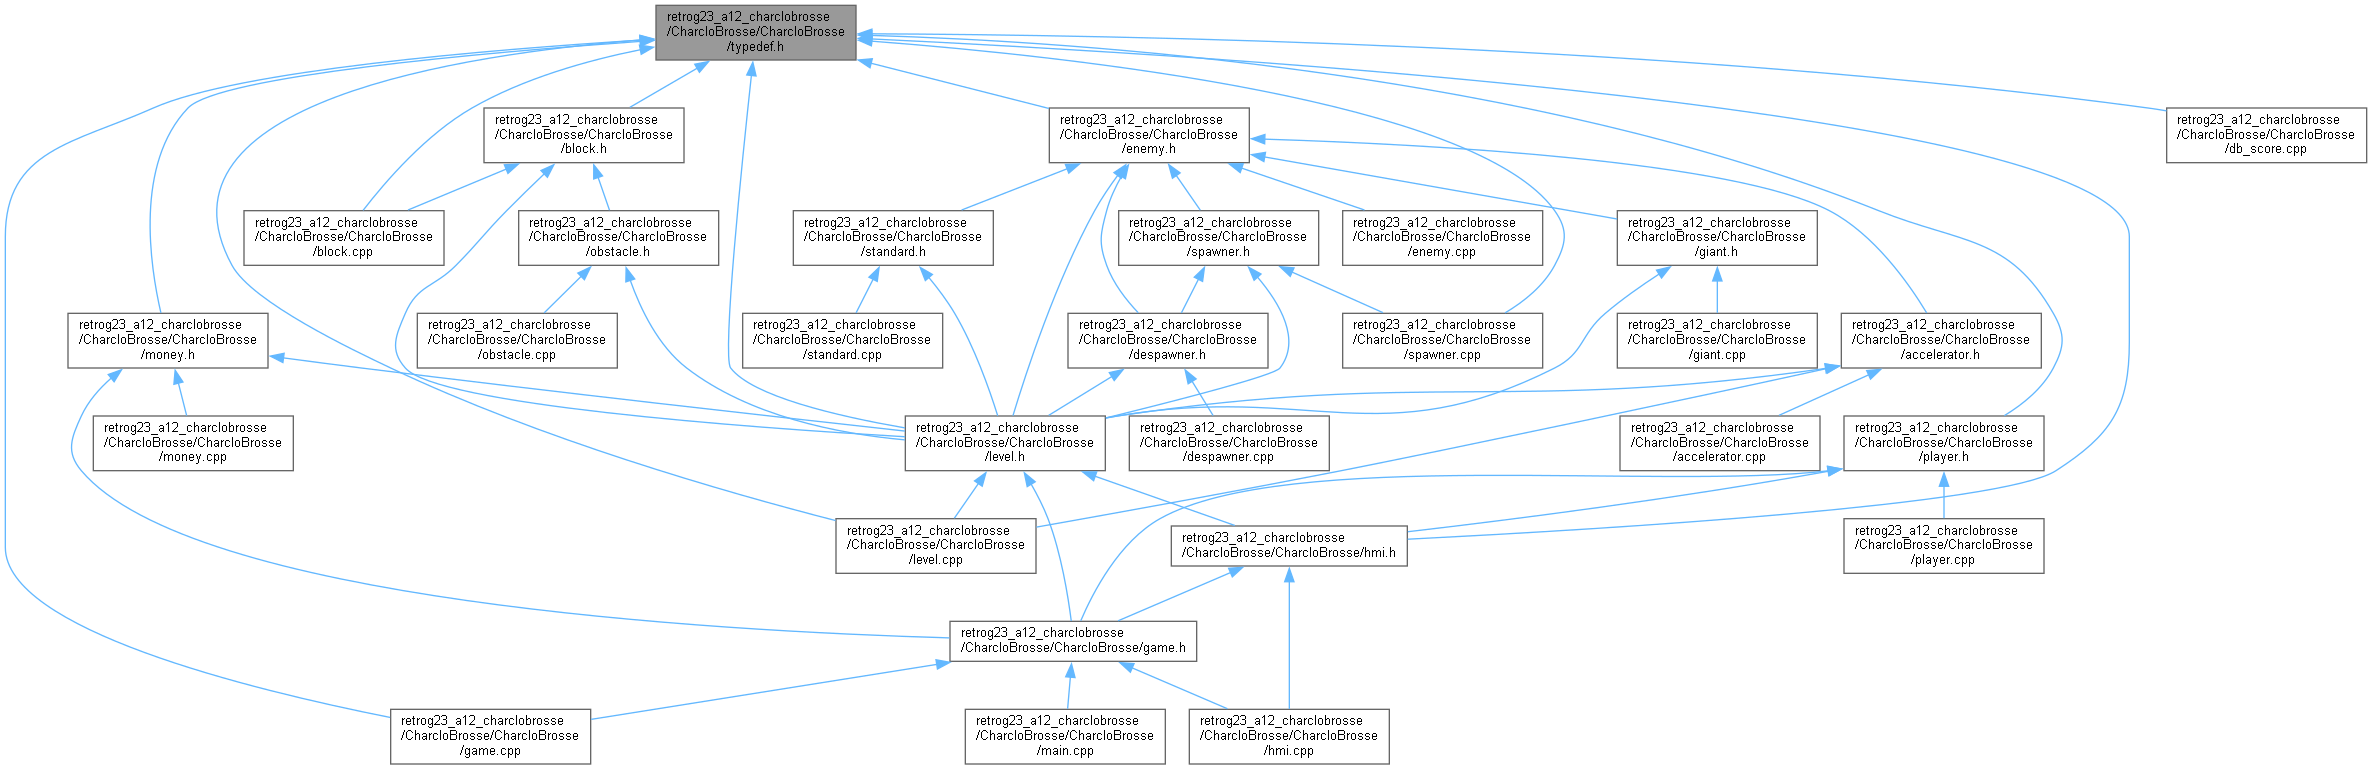 retrog23_a12_charclobrosse
/CharcloBrosse/CharcloBrosse
/typedef.h
retrog23_a12_charclobrosse
/CharcloBrosse/CharcloBrosse
/block.h
retrog23_a12_charclobrosse
/CharcloBrosse/CharcloBrosse
/enemy.h
retrog23_a12_charclobrosse
/CharcloBrosse/CharcloBrosse
/db_score.cpp
retrog23_a12_charclobrosse
/CharcloBrosse/CharcloBrosse
/block.cpp
retrog23_a12_charclobrosse
/CharcloBrosse/CharcloBrosse
/obstacle.h
retrog23_a12_charclobrosse
/CharcloBrosse/CharcloBrosse
/standard.h
retrog23_a12_charclobrosse
/CharcloBrosse/CharcloBrosse
/spawner.h
retrog23_a12_charclobrosse
/CharcloBrosse/CharcloBrosse
/enemy.cpp
retrog23_a12_charclobrosse
/CharcloBrosse/CharcloBrosse
/giant.h
retrog23_a12_charclobrosse
/CharcloBrosse/CharcloBrosse
/money.h
retrog23_a12_charclobrosse
/CharcloBrosse/CharcloBrosse
/obstacle.cpp
retrog23_a12_charclobrosse
/CharcloBrosse/CharcloBrosse
/standard.cpp
retrog23_a12_charclobrosse
/CharcloBrosse/CharcloBrosse
/despawner.h
retrog23_a12_charclobrosse
/CharcloBrosse/CharcloBrosse
/spawner.cpp
retrog23_a12_charclobrosse
/CharcloBrosse/CharcloBrosse
/giant.cpp
retrog23_a12_charclobrosse
/CharcloBrosse/CharcloBrosse
/accelerator.h
retrog23_a12_charclobrosse
/CharcloBrosse/CharcloBrosse
/money.cpp
retrog23_a12_charclobrosse
/CharcloBrosse/CharcloBrosse
/level.h
retrog23_a12_charclobrosse
/CharcloBrosse/CharcloBrosse
/despawner.cpp
retrog23_a12_charclobrosse
/CharcloBrosse/CharcloBrosse
/accelerator.cpp
retrog23_a12_charclobrosse
/CharcloBrosse/CharcloBrosse
/player.h
retrog23_a12_charclobrosse
/CharcloBrosse/CharcloBrosse
/level.cpp
retrog23_a12_charclobrosse
/CharcloBrosse/CharcloBrosse/hmi.h
retrog23_a12_charclobrosse
/CharcloBrosse/CharcloBrosse
/player.cpp
retrog23_a12_charclobrosse
/CharcloBrosse/CharcloBrosse/game.h
retrog23_a12_charclobrosse
/CharcloBrosse/CharcloBrosse
/game.cpp
retrog23_a12_charclobrosse
/CharcloBrosse/CharcloBrosse
/main.cpp
retrog23_a12_charclobrosse
/CharcloBrosse/CharcloBrosse
/hmi.cpp